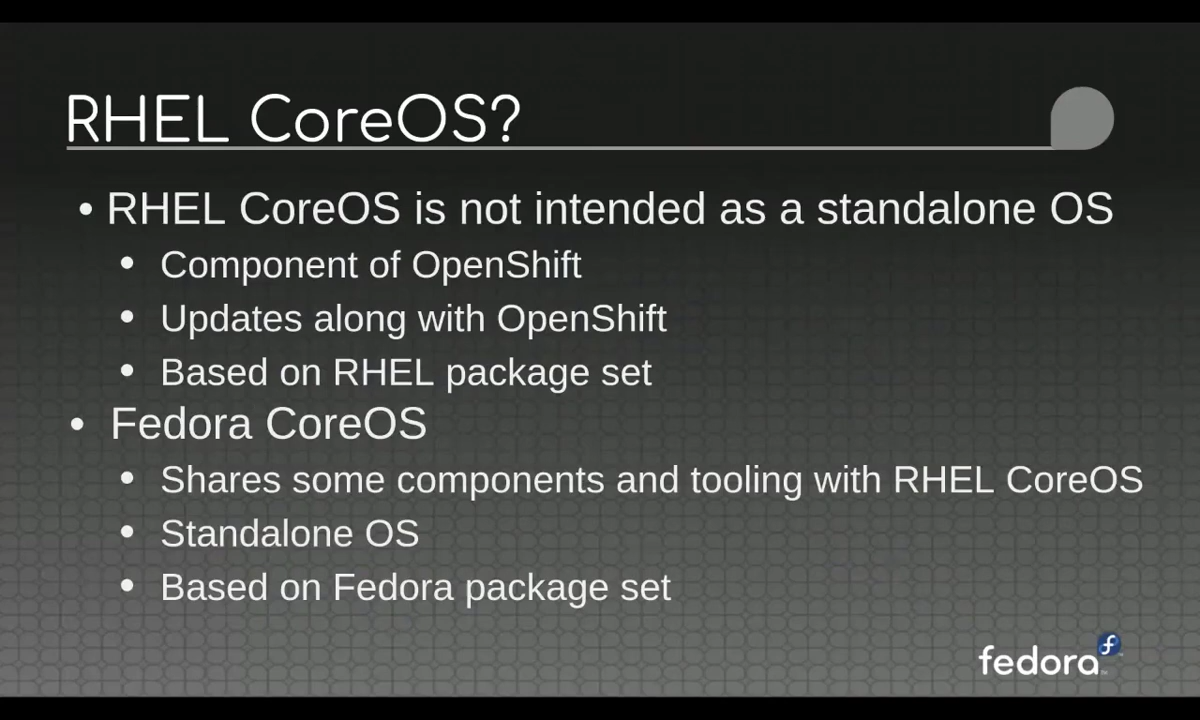 RHEL CoreOS?
• RHEL CoreOS is not intended as a standalone OS
• Component of OpenShift
• Updates along with OpenShift
• Based on RHEL package set
• Fedora CoreOS
• Shares some components and tooling with RHEL CoreOS
• Standalone OS
• Based on Fedora package set
fedora